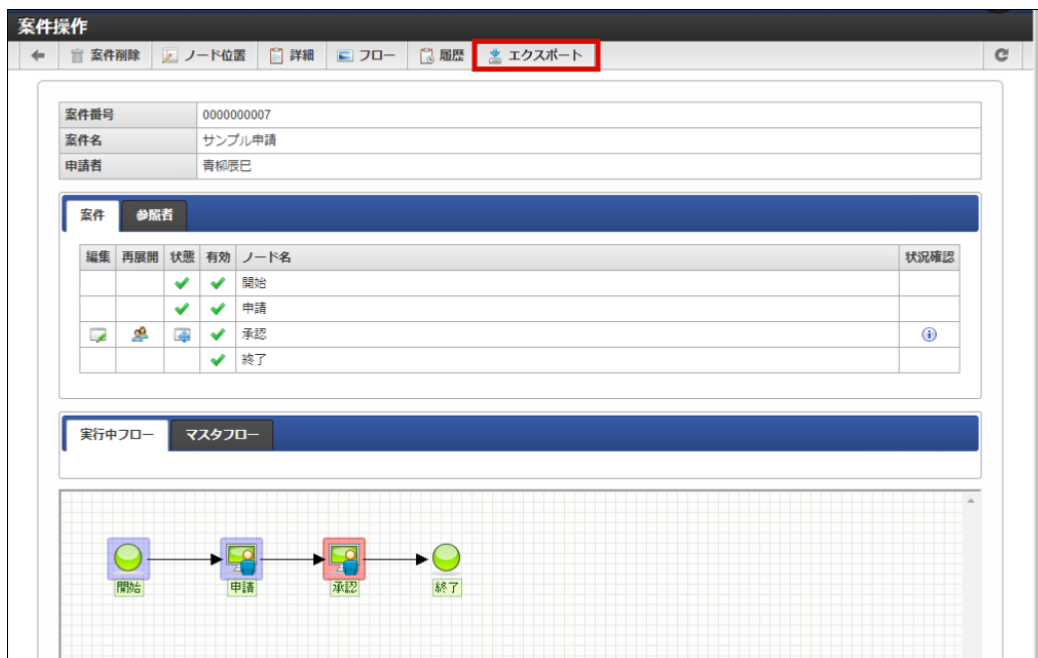 案件操作
案件削除 ノード位置 詳細 フロー 履歴 エクスポート
案件番号 0000000007
案件名 サンプル申請
申請者 青柳辰巳
案件 参照者
編集 再展開 状態 有効 ノード名 状況確認
開始
申請
承認
終了
実行中フロー マスタフロー
開始 申請 承認 終了